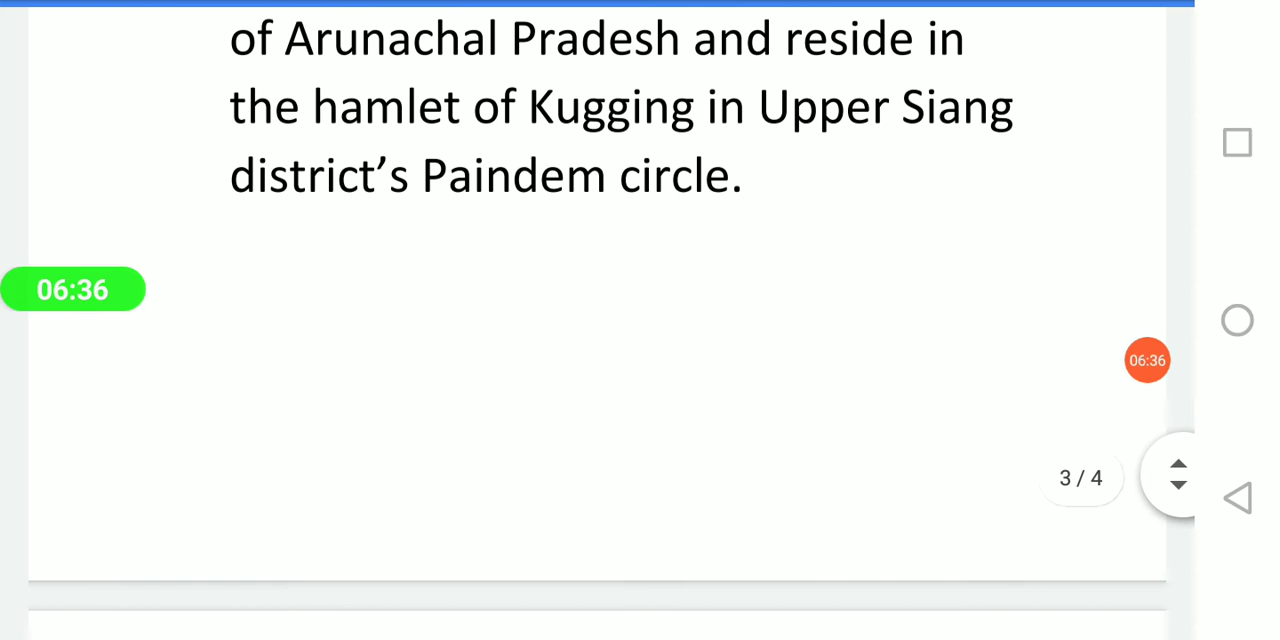 of Arunachal Pradesh and reside in
the hamlet of Kugging in Upper Siang
district’s Paindem circle.
06:36
06:36
3 / 4